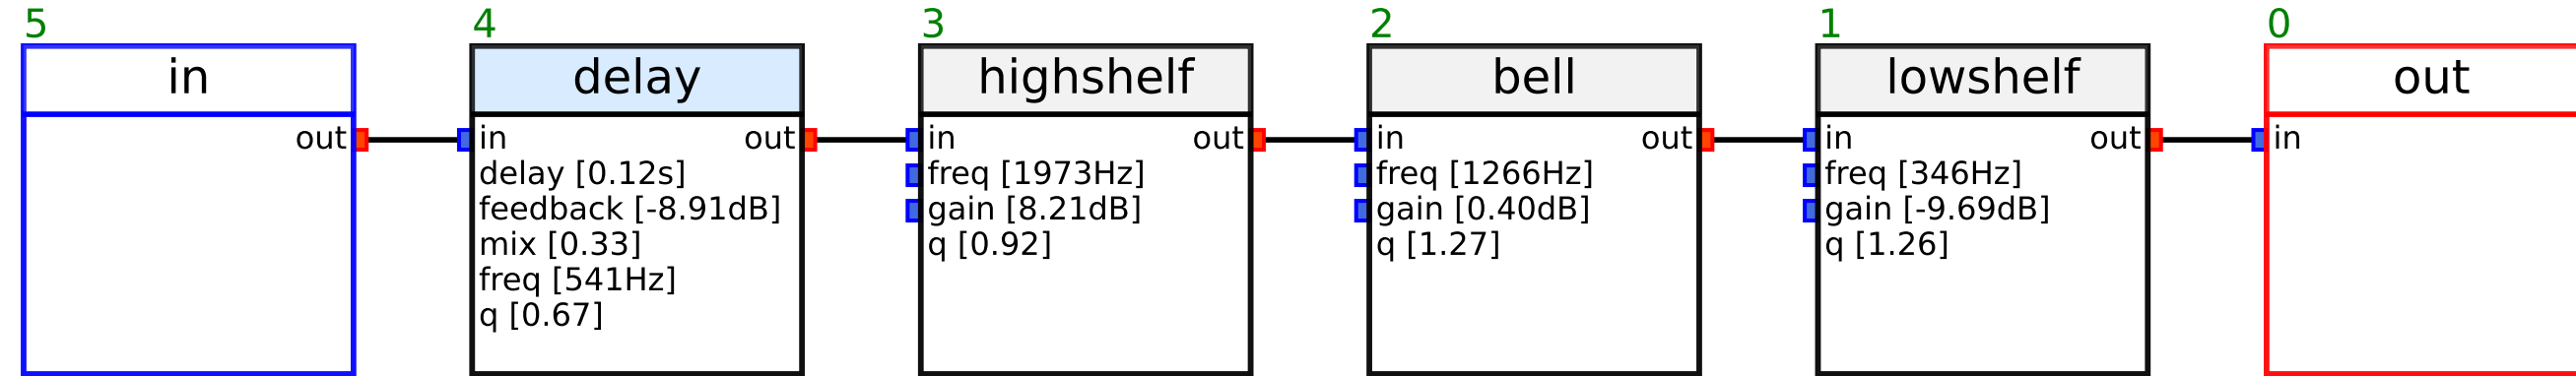 5
in
out
4
delay
in out
delay [0.12s]
feedback [-8.91dB]
mix [0.33]
freq [541Hz]
q [0.67]
3
highshelf
in out
freq [1973Hz]
gain [8.21dB]
q [0.92]
2
bell
in out
freq [1266Hz]
gain [0.40dB]
q [1.27]
1
lowshelf
in out
freq [346Hz]
gain [-9.69dB]
q [1.26]
0
out
in